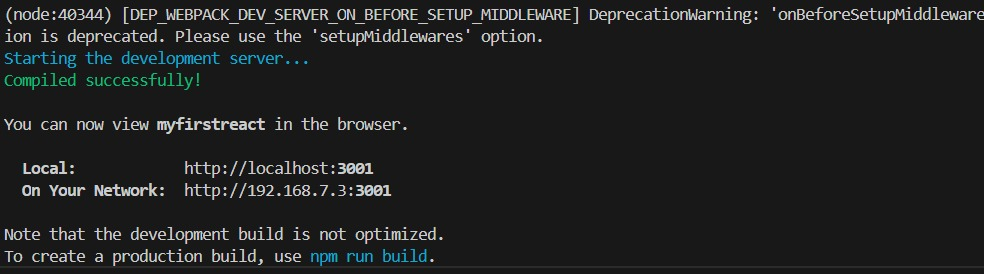 (node:40344) [DEP_WEBPACK_DEV_SERVER_ON_BEFORE_SETUP_MIDDLEWARE] DeprecationWarning: 'onBeforeSetupMiddleware
ion is deprecated. Please use the 'setupMiddlewares' option.
Starting the development server...
Compiled successfully!
You can now view myfirstreact in the browser.
Local: http://localhost:3001
On Your Network: http://192.168.7.3:3001
Note that the development build is not optimized.
To create a production build, use npm run build.